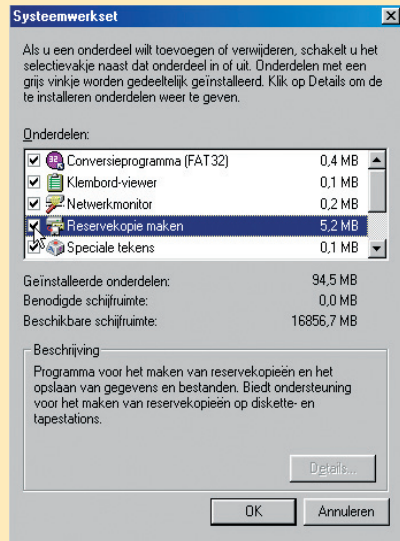 Systeemwerkset
Als u een onderdeel wilt toevoegen of verwijderen, schakelt u het
selectievakje naast dat onderdeel in of uit. Onderdelen met een
grijs vinkje worden gedeeltelijk geïnstalleerd. Klik op Details om de
te installeren onderdelen weer te geven.
Onderdelen:
Conversieprogramma (FAT32) 0,4 MB
Klembord-viewer 0,1 MB
Netwerkmonitor 0,2 MB
Reservekopie maken 5,2 MB
Speciale tekens 0,1 MB
Geïnstalleerde onderdelen: 94,5 MB
Benodigde schijfruimte: 0,0 MB
Beschikbare schijfruimte: 16856,7 MB
Beschrijving
Programma voor het maken van reservekopieën en het
opslaan van gegevens en bestanden. Biedt ondersteuning
voor het maken van reservekopieën op diskette- en
tapestations.
Details...
OK Annuleren